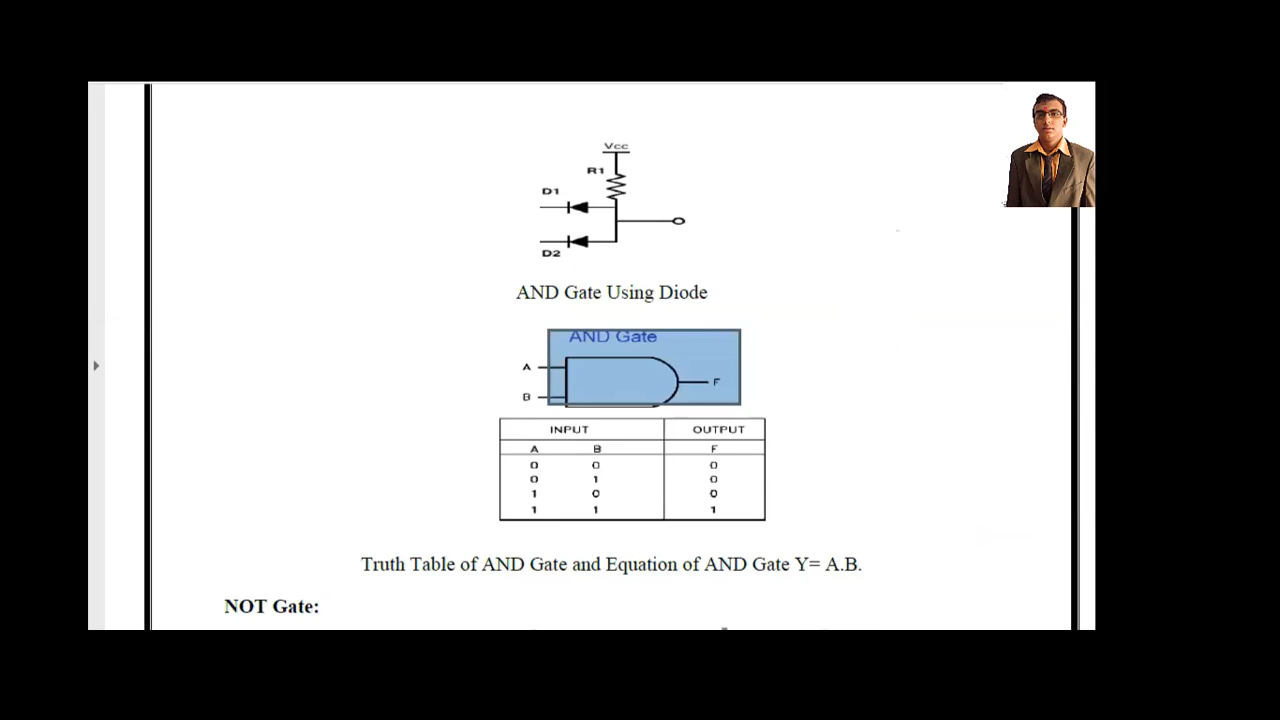 Vcc
R1
D1
D2
AND Gate Using Diode
AND Gate
A
F
B
INPUT OUTPUT
A B F
0 0 0
0 1 0
1 0 0
1 1 1
Truth Table of AND Gate and Equation of AND Gate Y= A.B.
NOT Gate: